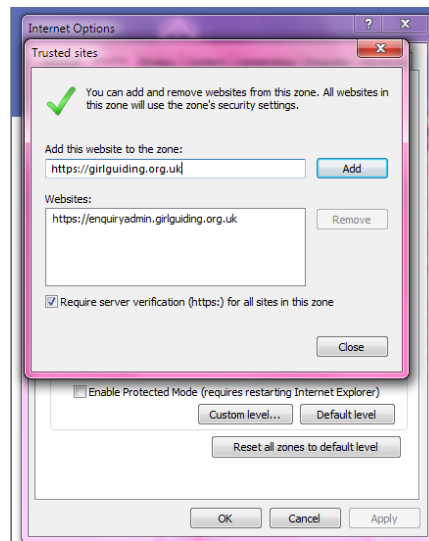 Internet Options
Trusted sites
You can add and remove websites from this zone. All websites in
this zone will use the zone's security settings.
Add this website to the zone:
https://girlguiding.org.uk
Add
Websites:
https://enquiryadmin.girlguiding.org.uk
Remove
Require server verification (https:) for all sites in this zone
Close
Enable Protected Mode (requires restarting Internet Explorer)
Custom level...
Default level
Reset all zones to default level
OK
Cancel
Apply